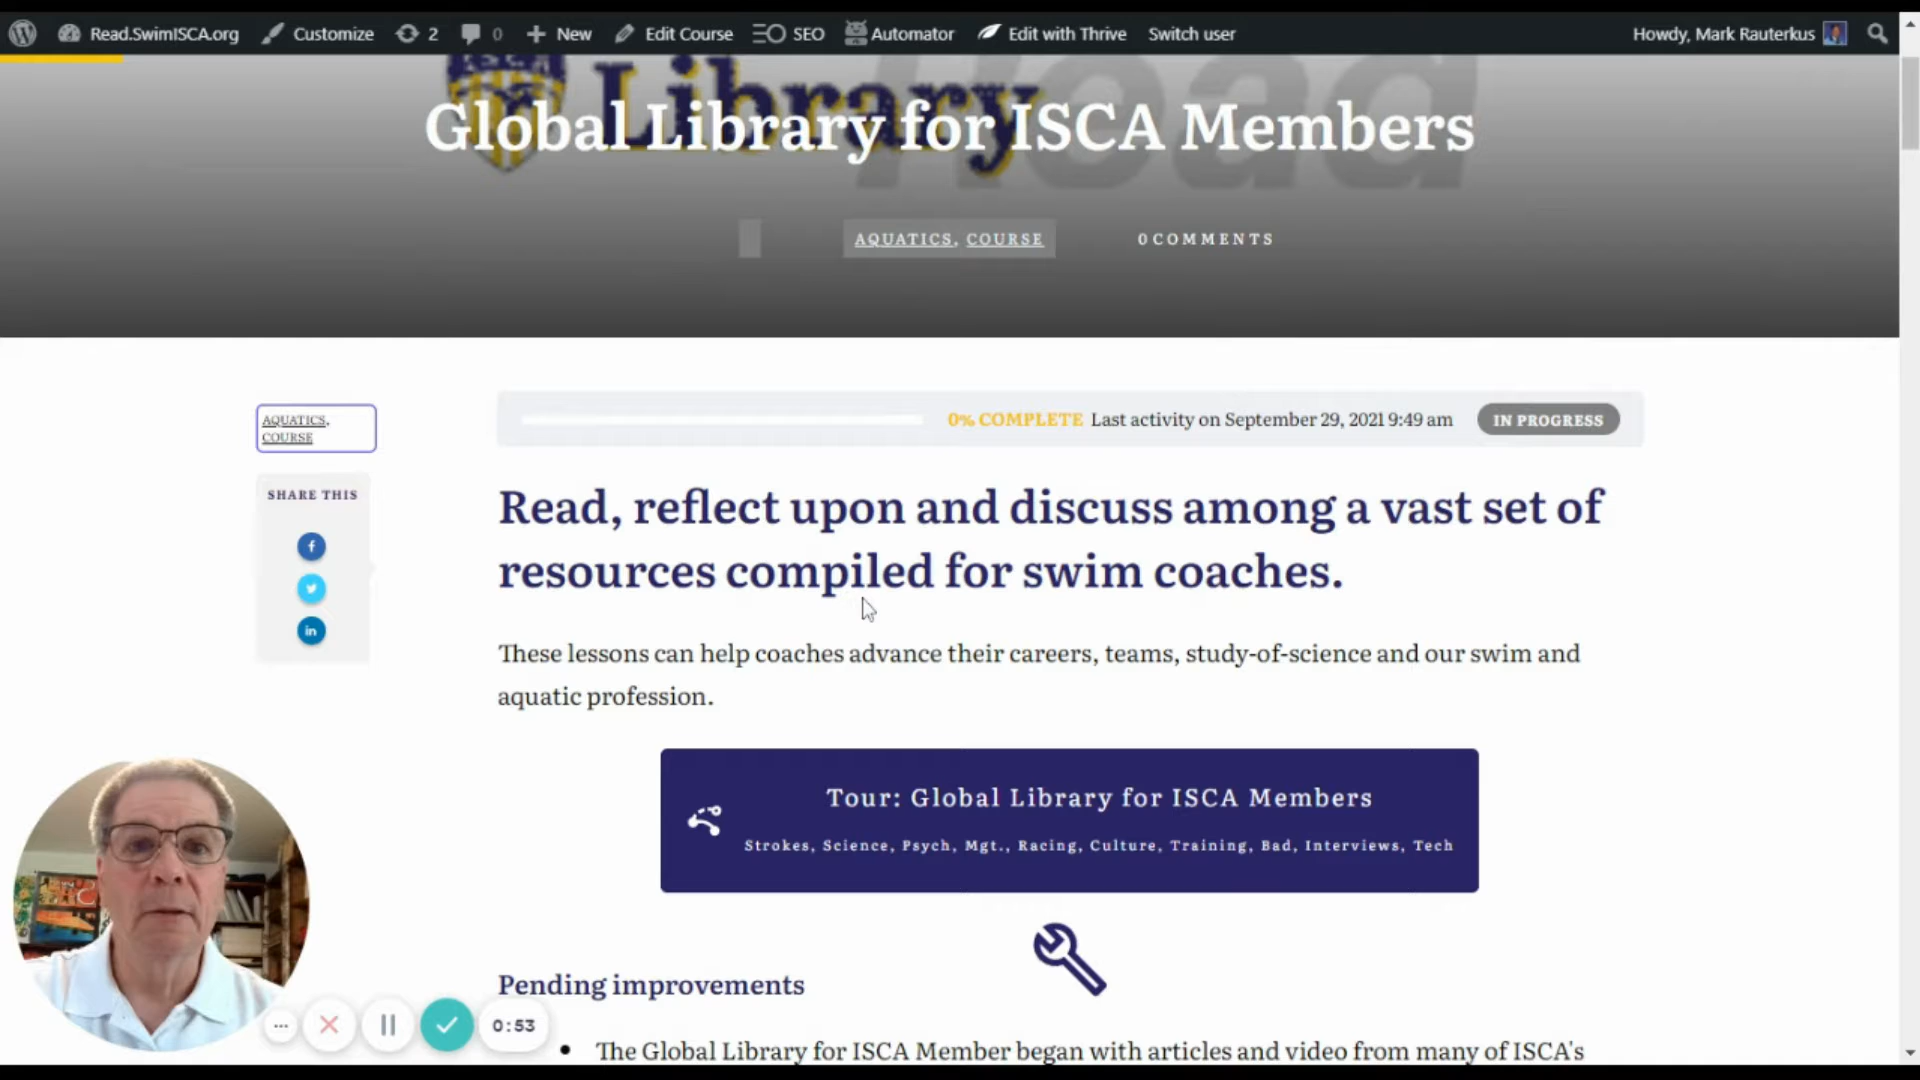 Read.SwimISCA.org Customize 2 0 New Edit Course SEO Automator Edit with Thrive Switch user Howdy, Mark Rauterkus
Library
Global Library for ISCA Members
AQUATICS, COURSE 0 COMMENTS
AQUATICS,
COURSE
SHARE THIS
0% COMPLETE Last activity on September 29, 2021 9:49 am IN PROGRESS
Read, reflect upon and discuss among a vast set of
resources compiled for swim coaches.
These lessons can help coaches advance their careers, teams, study-of-science and our swim and
aquatic profession.
Tour: Global Library for ISCA Members
Strokes, Science, Psych, Mgt., Racing, Culture, Training, Bad, Interviews, Tech
Pending improvements
0:53
• The Global Library for ISCA Member began with articles and video from many of ISCA's